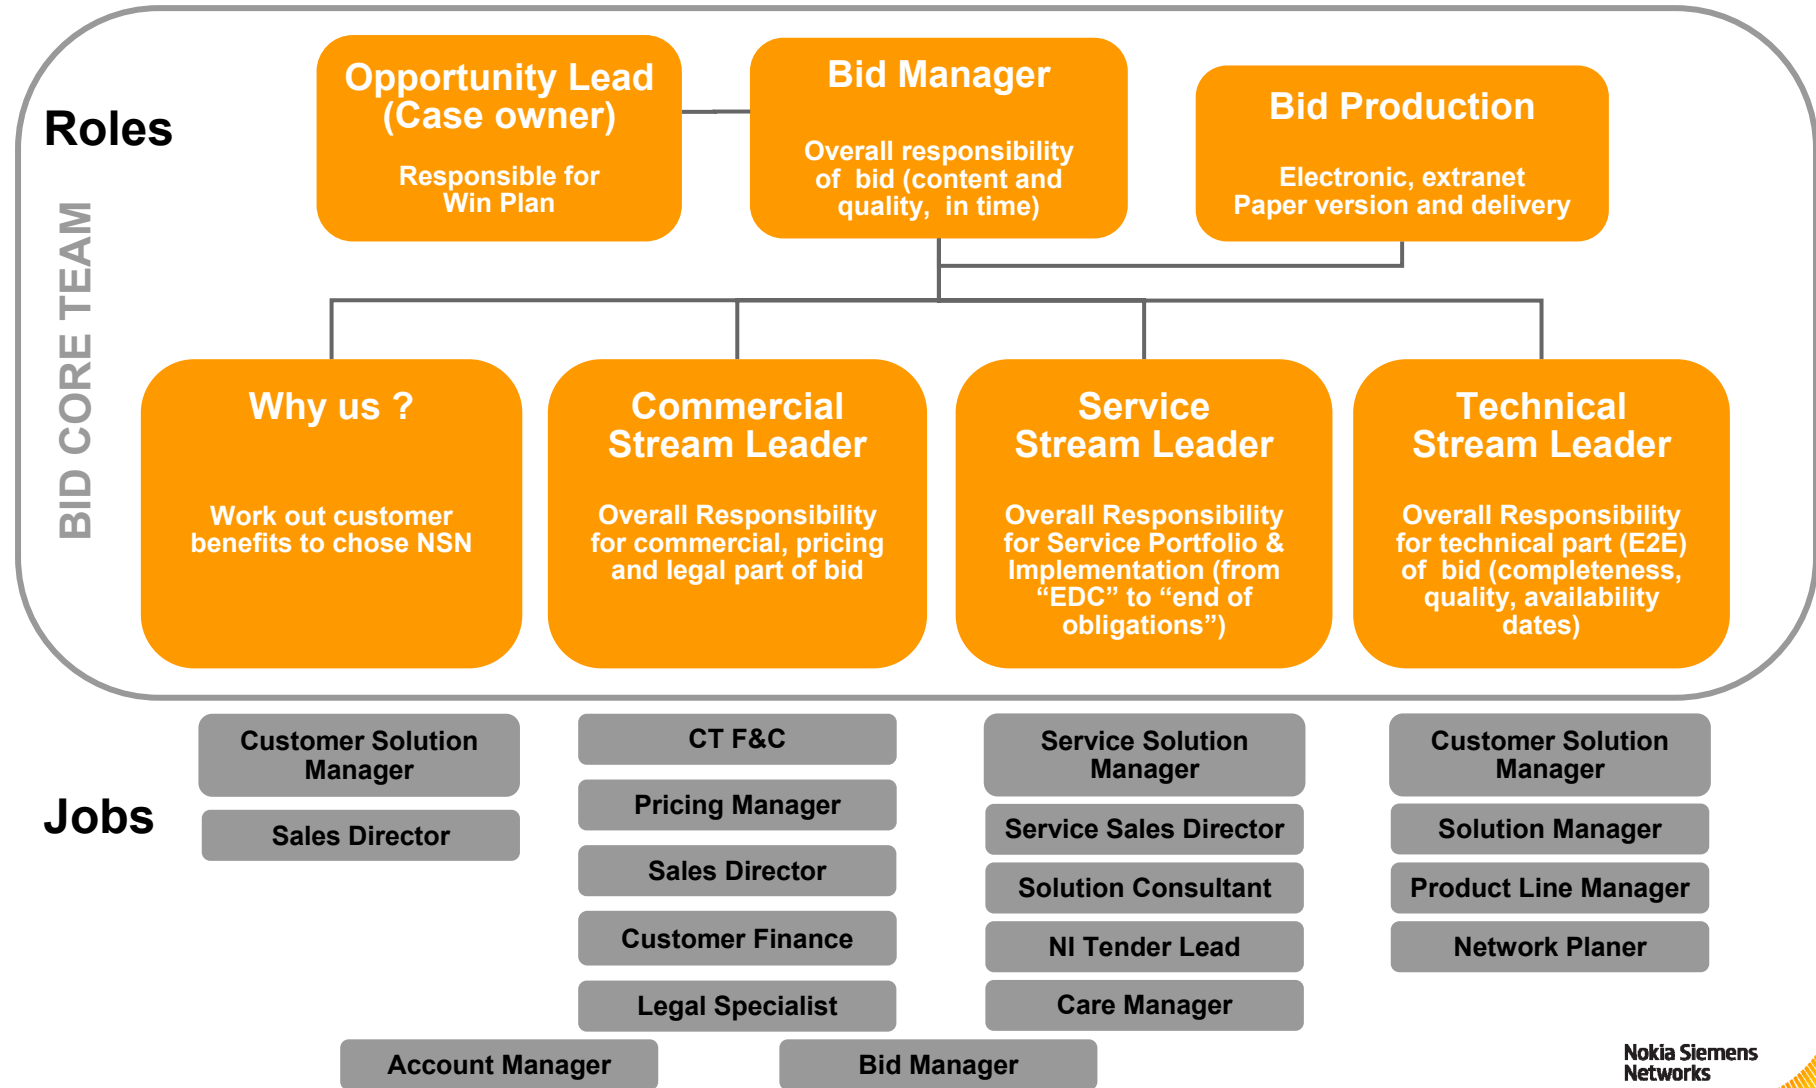 Roles
BID CORE TEAM
Opportunity Lead
(Case owner)
Responsible for
Win Plan
Bid Manager
Overall responsibility
of bid (content and
quality, in time)
Bid Production
Electronic, extranet
Paper version and delivery
Why us ?
Work out customer
benefits to chose NSN
Commercial
Stream Leader
Overall Responsibility
for commercial, pricing
and legal part of bid
Service
Stream Leader
Overall Responsibility
for Service Portfolio &
Implementation (from
“EDC” to “end of
obligations”)
Technical
Stream Leader
Overall Responsibility
for technical part (E2E)
of bid (completeness,
quality, availability
dates)
Jobs
Customer Solution
Manager
Sales Director
CT F&C
Pricing Manager
Sales Director
Customer Finance
Legal Specialist
Service Solution
Manager
Service Sales Director
Solution Consultant
NI Tender Lead
Care Manager
Customer Solution
Manager
Solution Manager
Product Line Manager
Network Planer
Account Manager
Bid Manager
Nokia Siemens
Networks